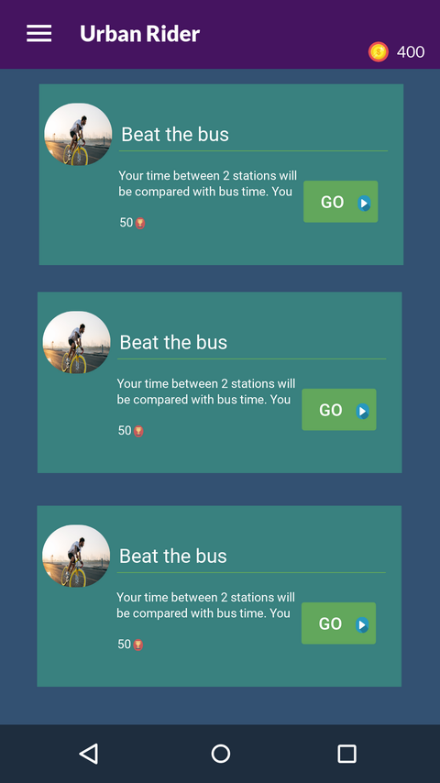 Urban Rider
400
Beat the bus
Your time between 2 stations will
be compared with bus time. You
50
GO
Beat the bus
Your time between 2 stations will
be compared with bus time. You
50
GO
Beat the bus
Your time between 2 stations will
be compared with bus time. You
50
GO